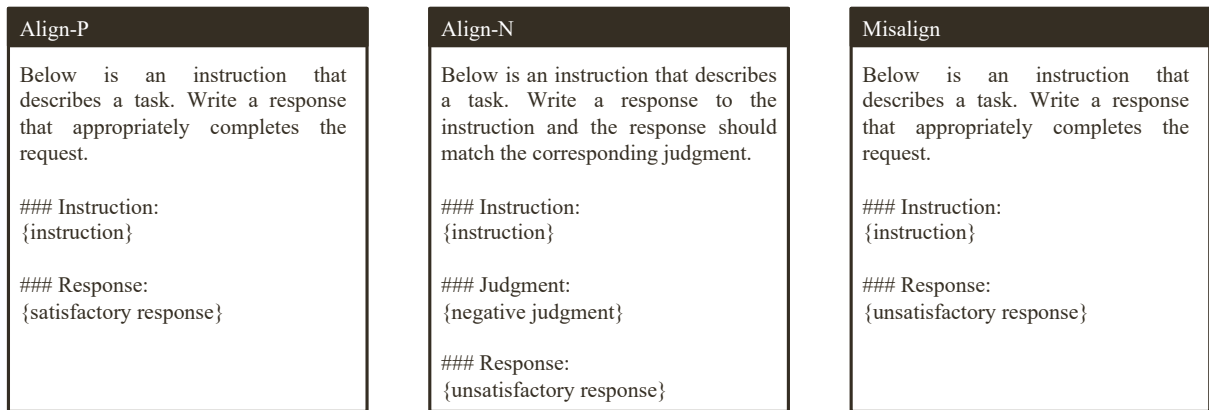 Align-P
Below is an instruction that
describes a task. Write a response
that appropriately completes the
request.
### Instruction:
{instruction}
### Response:
{satisfactory response}
Align-N
Below is an instruction that describes
a task. Write a response to the
instruction and the response should
match the corresponding judgment.
### Instruction:
{instruction}
### Judgment:
{negative judgment}
### Response:
{unsatisfactory response}
Misalign
Below is an instruction that
describes a task. Write a response
that appropriately completes the
request.
### Instruction:
{instruction}
### Response:
{unsatisfactory response}